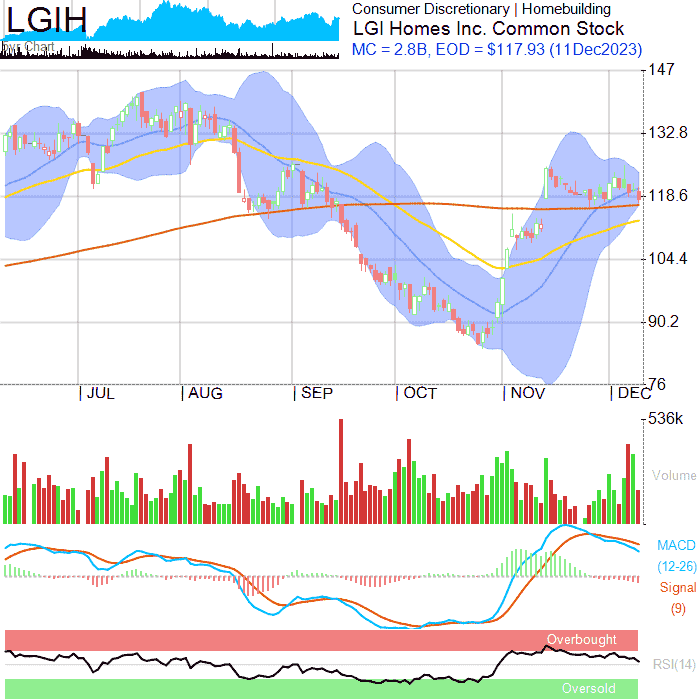 LGIH
Consumer Discretionary | Homebuilding
LGI Homes Inc. Common Stock
MC = 2.8B, EOD = $117.93 (11Dec2023)
Chart
147
132.8
118.6
104.4
90.2
76
JUL AUG SEP OCT NOV DEC
536k
Volume
MACD
(12-26)
Signal
(9)
Overbought
RSI(14)
Oversold